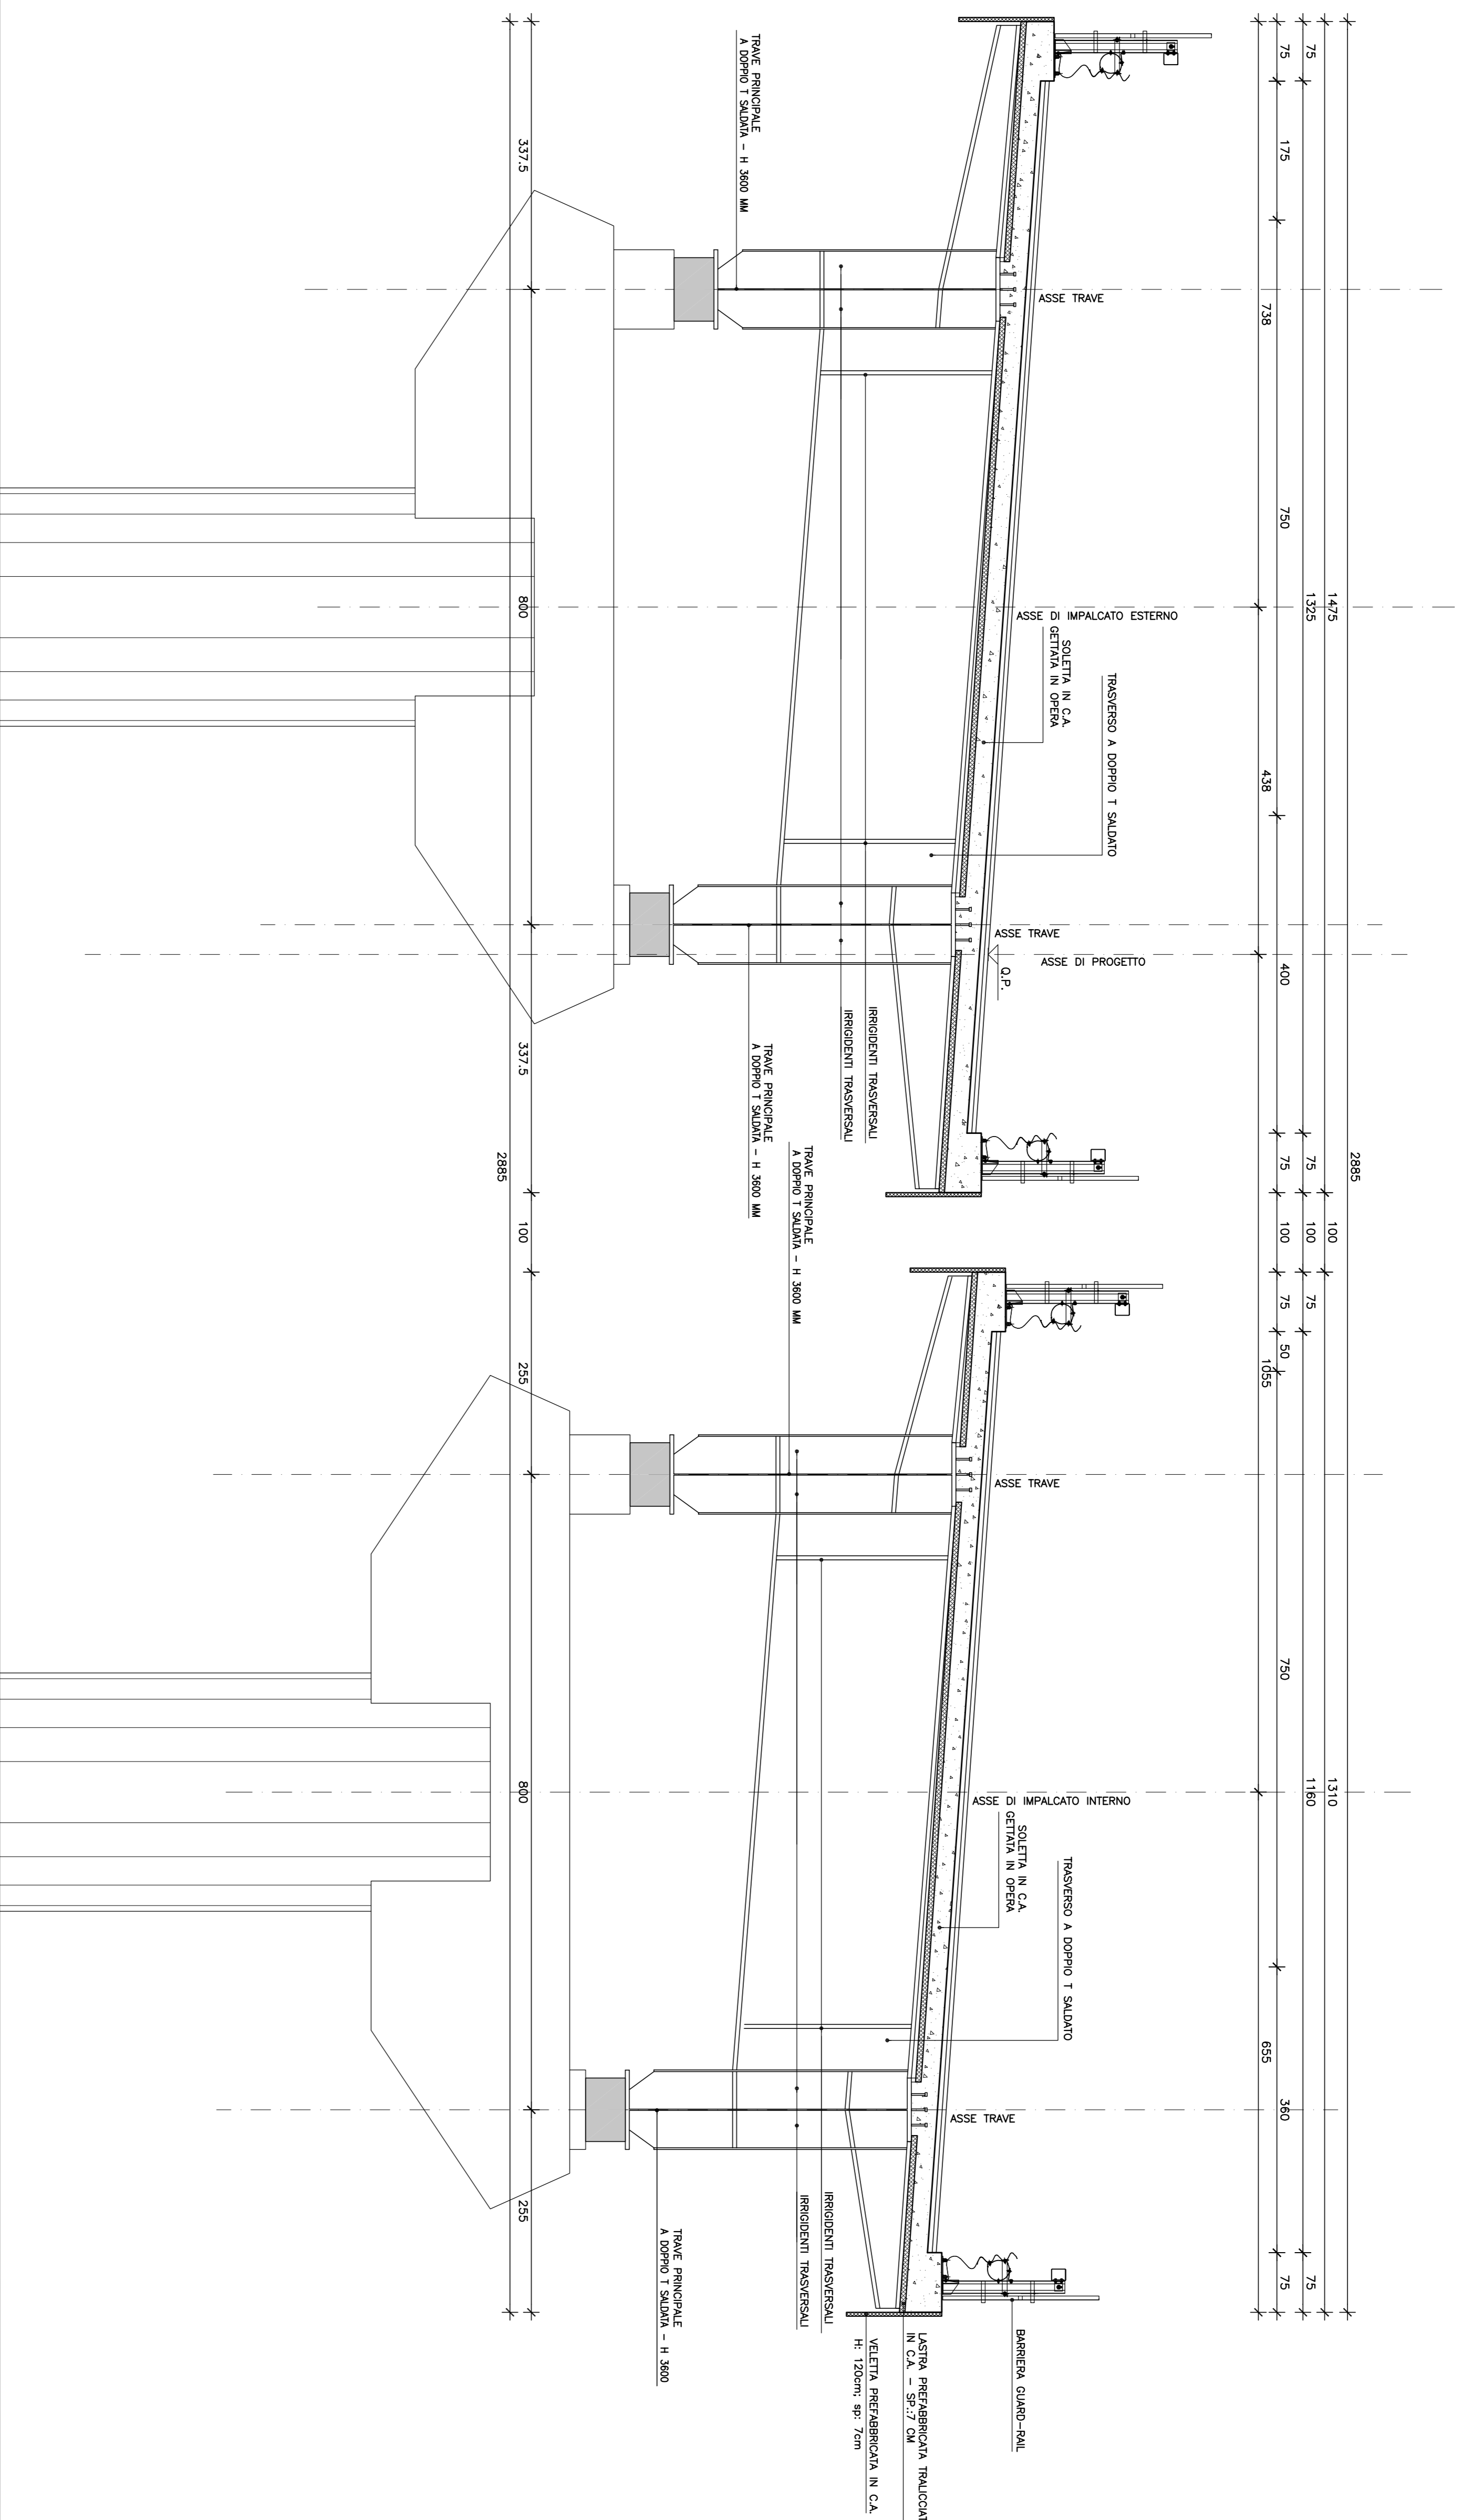 2885
1475
100
1310
75
1325
75
100
75
1160
75
75
175
750
400
75
100
75
50
750
360
75
738
438
1055
655
BARRIERA GUARD-RAIL
TRASVERSO A DOPPIO T SALDATO
SOLETTA IN C.A.
GETTATA IN OPERA
ASSE TRAVE
ASSE DI IMPALCATO ESTERNO
ASSE TRAVE
ASSE DI PROGETTO
Q.P.
TRASVERSO A DOPPIO T SALDATO
SOLETTA IN C.A.
GETTATA IN OPERA
ASSE TRAVE
ASSE DI IMPALCATO INTERNO
ASSE TRAVE
LASTRA PREFABBRICATA TRALICCIAT
IN C.A. - SP.:7 CM
VELETTA PREFABBRICATA IN C.A.
H: 120cm; sp: 7cm
IRRIGIDENTI TRASVERSALI
IRRIGIDENTI TRASVERSALI
IRRIGIDENTI TRASVERSALI
IRRIGIDENTI TRASVERSALI
TRAVE PRINCIPALE
A DOPPIO T SALDATA - H 3600 MM
TRAVE PRINCIPALE
A DOPPIO T SALDATA - H 3600 MM
TRAVE PRINCIPALE
A DOPPIO T SALDATA - H 3600 MM
TRAVE PRINCIPALE
A DOPPIO T SALDATA - H 3600
337.5
800
337.5
100
255
800
255
2885